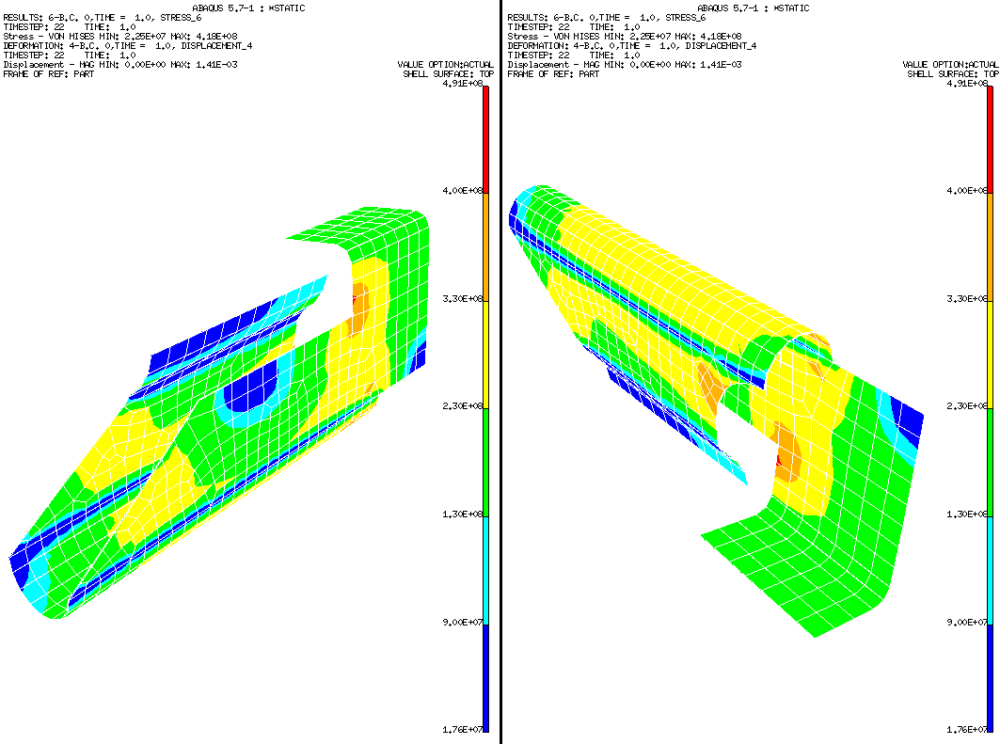 ABAQUS 5.7-1 : *STATIC
RESULTS: 6-B.C. 0,TIME = 1.0, STRESS_6
TIMESTEP: 22 TIME: 1.0
Stress - VON MISES MIN: 2.25E+07 MAX: 4.18E+08
DEFORMATION: 4-B.C. 0,TIME = 1.0, DISPLACEMENT_4
TIMESTEP: 22 TIME: 1.0
Displacement - MAG MIN: 0.00E+00 MAX: 1.41E-03
FRAME OF REF: PART
VALUE OPTION:ACTUAL
SHELL SURFACE: TOP
4.91E+08
4.00E+08
3.30E+08
2.30E+08
1.30E+08
9.00E+07
1.76E+07
ABAQUS 5.7-1 : *STATIC
RESULTS: 6-B.C. 0,TIME = 1.0, STRESS_6
TIMESTEP: 22 TIME: 1.0
Stress - VON MISES MIN: 2.25E+07 MAX: 4.18E+08
DEFORMATION: 4-B.C. 0,TIME = 1.0, DISPLACEMENT_4
TIMESTEP: 22 TIME: 1.0
Displacement - MAG MIN: 0.00E+00 MAX: 1.41E-03
FRAME OF REF: PART
VALUE OPTION:ACTUAL
SHELL SURFACE: TOP
4.91E+08
4.00E+08
3.30E+08
2.30E+08
1.30E+08
9.00E+07
1.76E+07